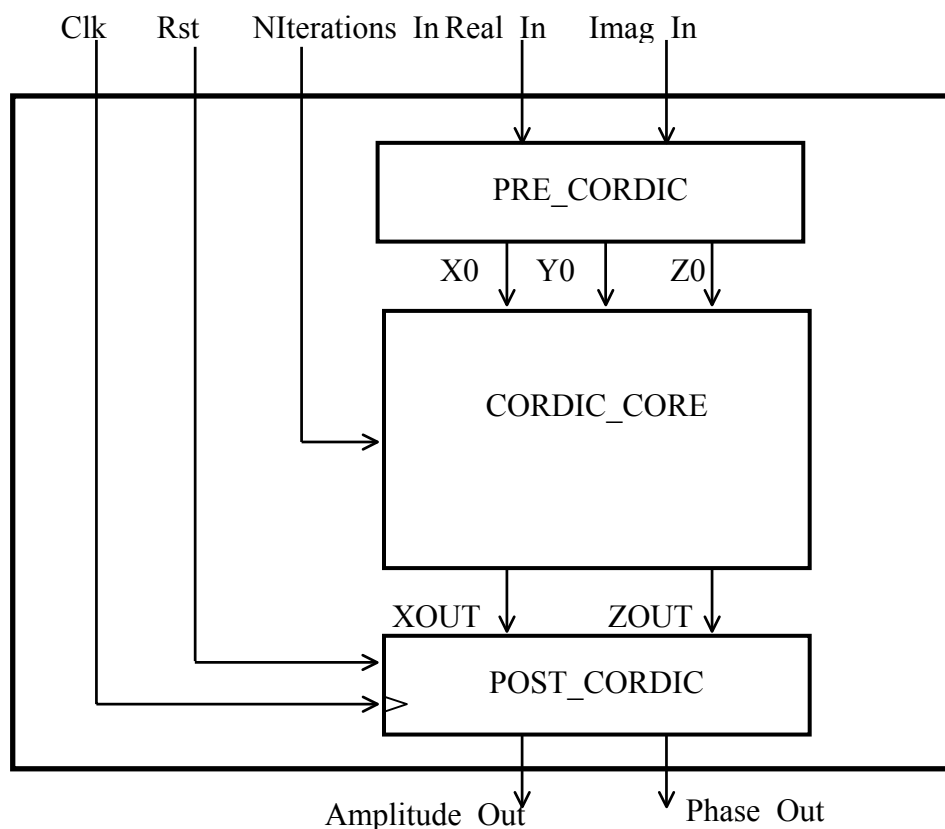 Clk Rst NIterations In Real In Imag In
PRE_CORDIC
X0 Y0 Z0
CORDIC_CORE
XOUT ZOUT
POST_CORDIC
Amplitude Out Phase Out